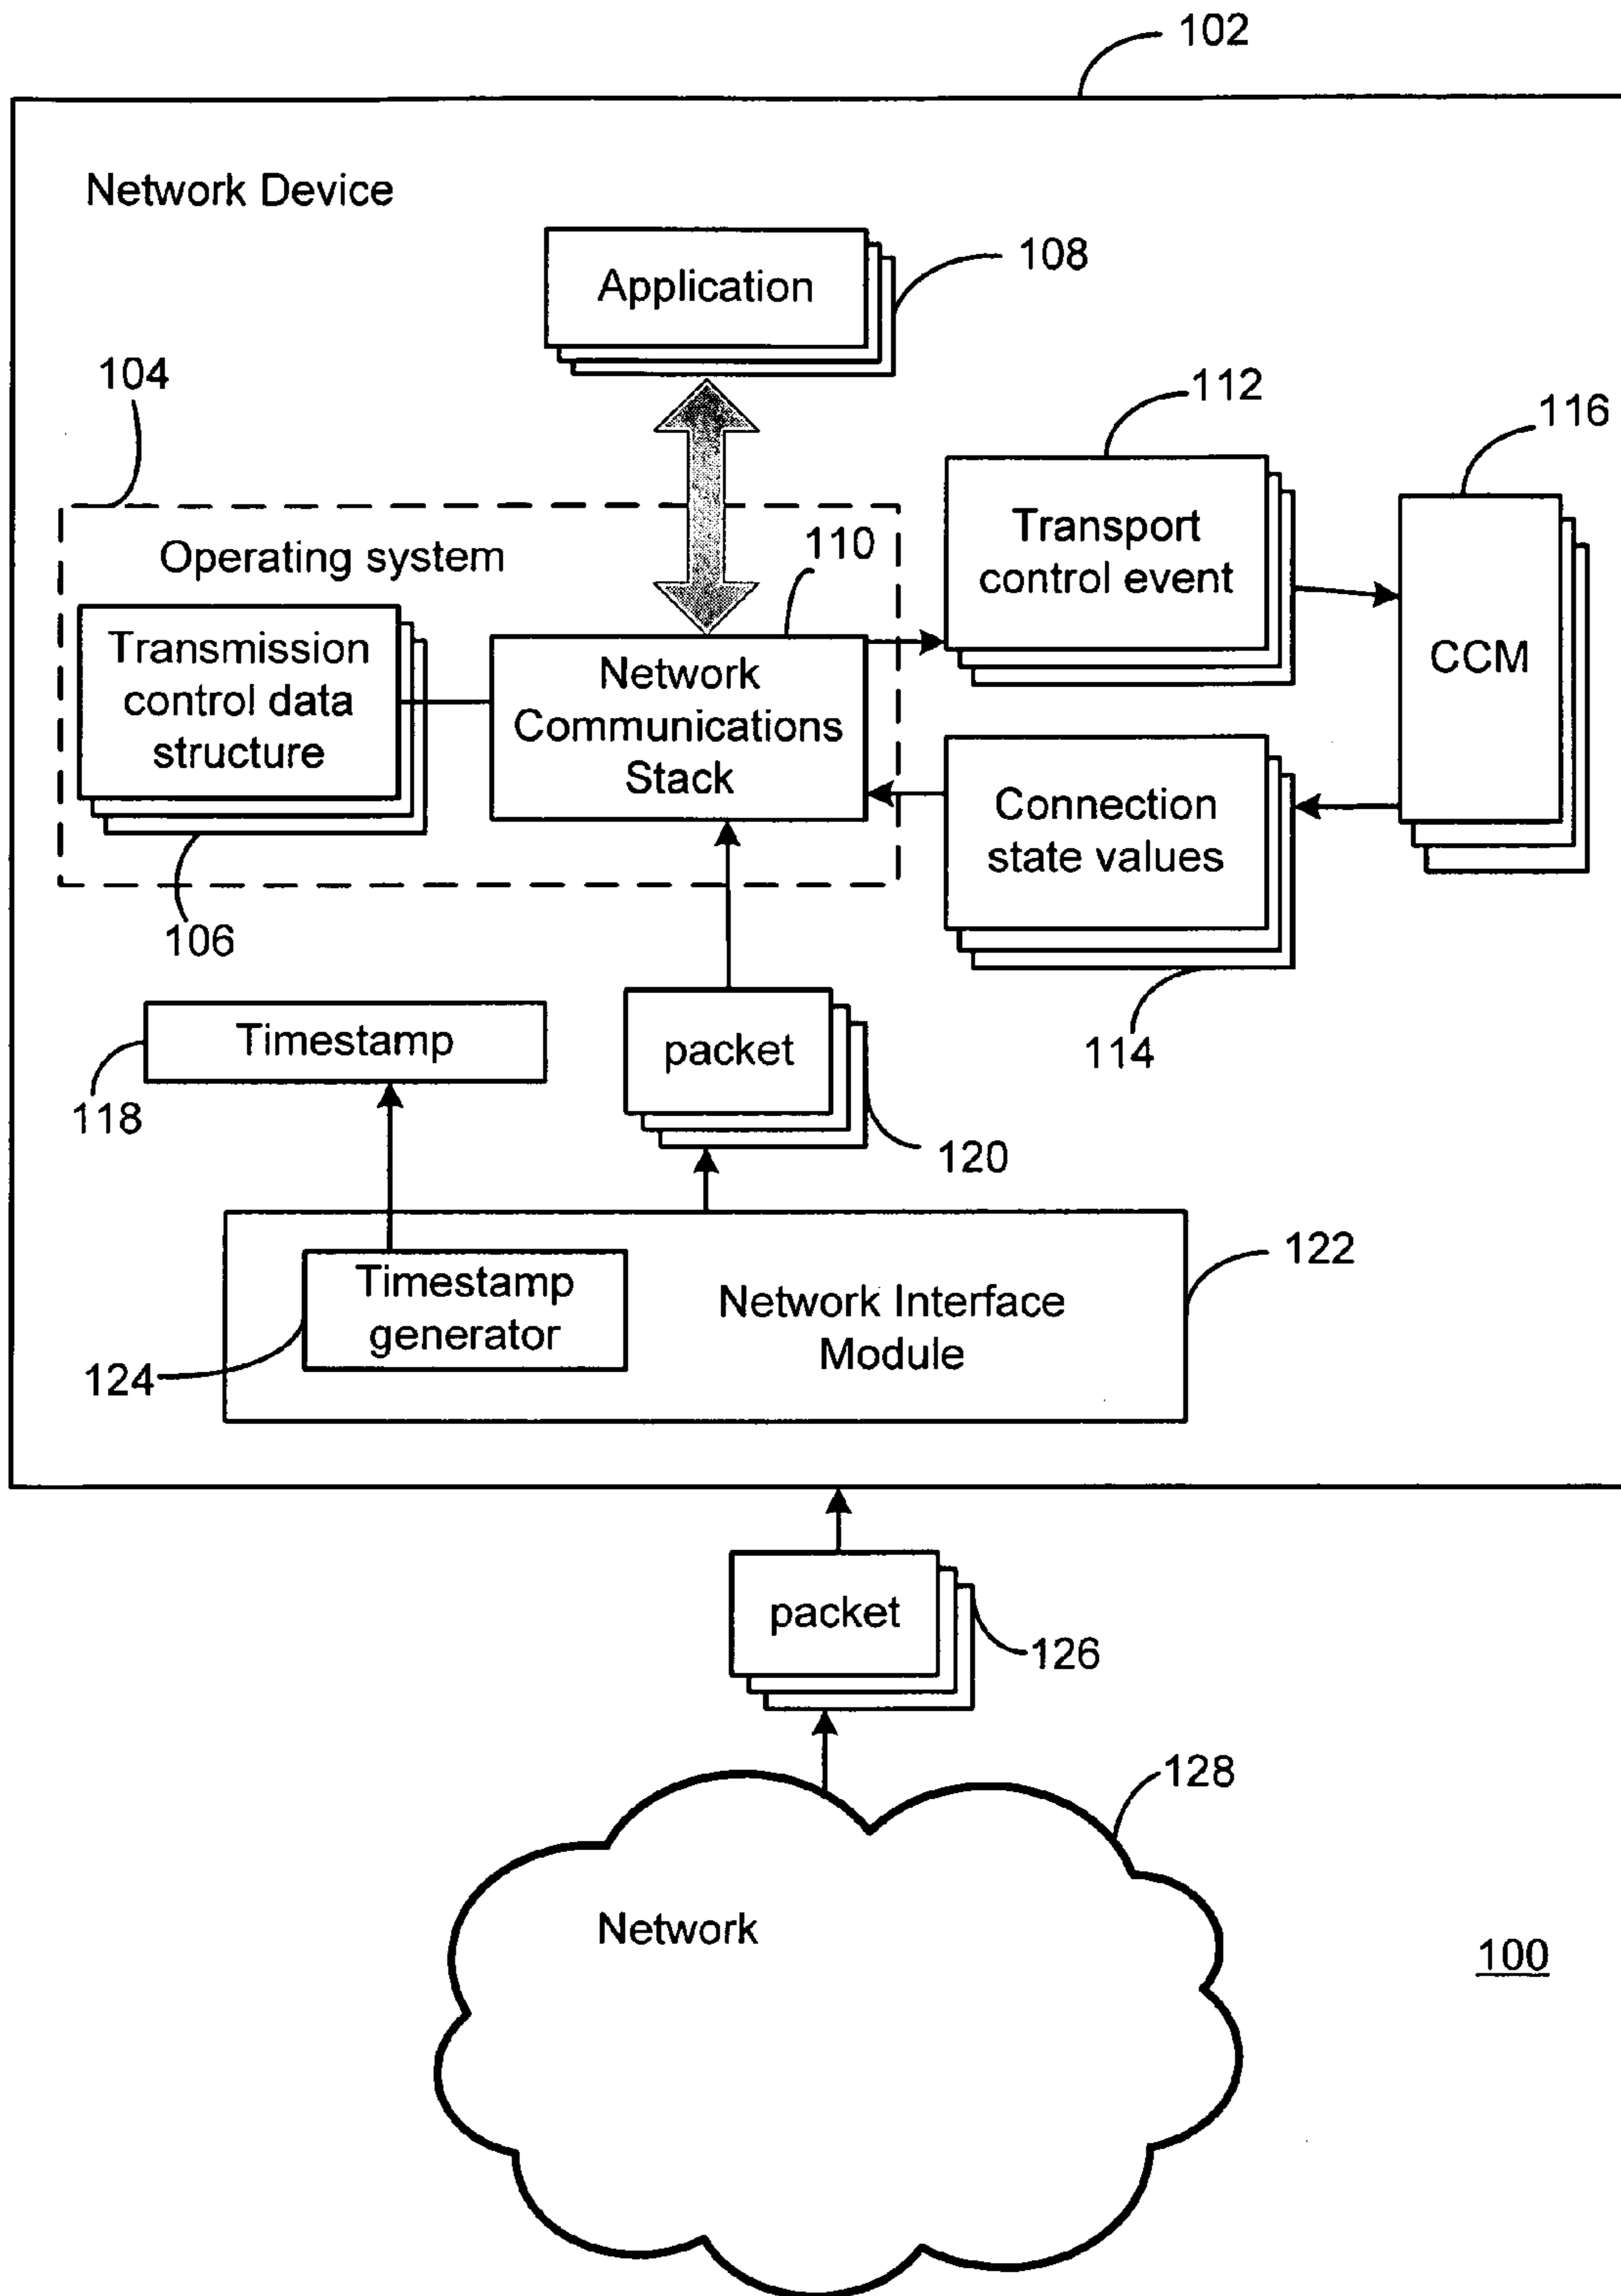 102
Network Device
Application
108
104
112
116
Operating system
110
Transport
control event
Transmission
control data
structure
Network
Communications
Stack
CCM
Connection
state values
106
114
Timestamp
118
packet
120
Timestamp
generator
Network Interface
Module
122
124
packet
126
128
Network
100